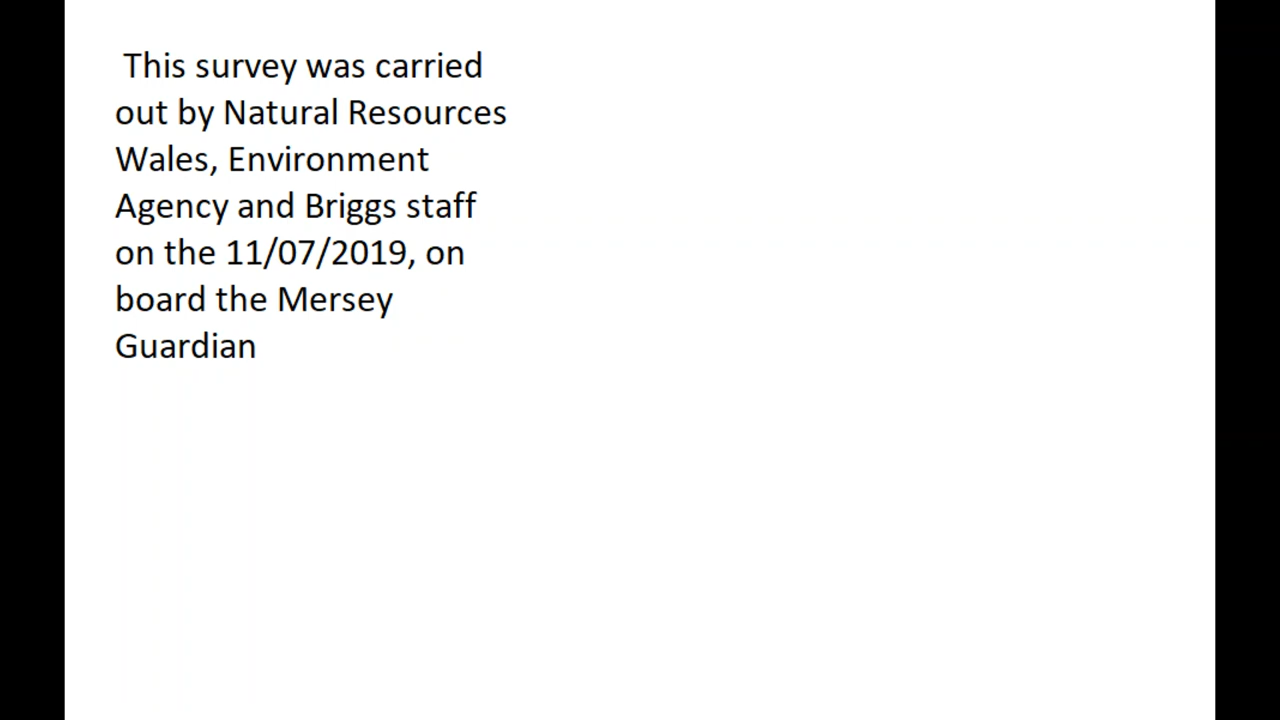 This survey was carried
out by Natural Resources
Wales, Environment
Agency and Briggs staff
on the 11/07/2019, on
board the Mersey
Guardian